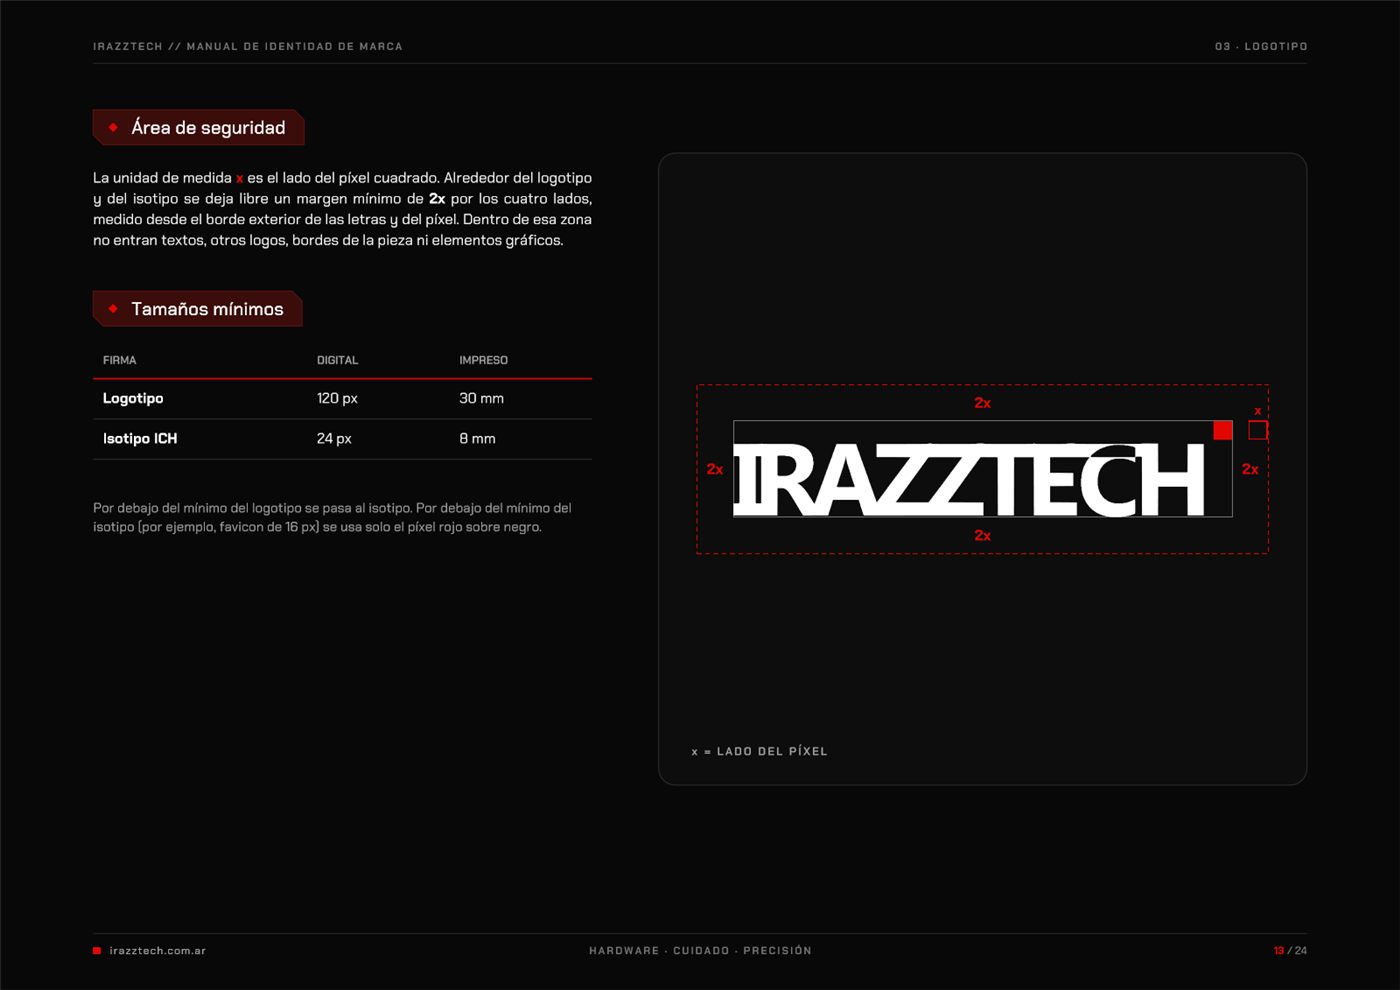 IRAZZTECH // MANUAL DE IDENTIDAD DE MARCA
03 · LOGOTIPO
Área de seguridad
La unidad de medida x es el lado del píxel cuadrado. Alrededor del logotipo
y del isotipo se deja libre un margen mínimo de 2x por los cuatro lados,
medido desde el borde exterior de las letras y del píxel. Dentro de esa zona
no entran textos, otros logos, bordes de la pieza ni elementos gráficos.
Tamaños mínimos
FIRMA DIGITAL IMPRESO
Logotipo 120 px 30 mm
Isotipo ICH 24 px 8 mm
Por debajo del mínimo del logotipo se pasa al isotipo. Por debajo del mínimo del
isotipo (por ejemplo, favicon de 16 px) se usa solo el píxel rojo sobre negro.
2x
x
2x
IRAZZTECH
2x
2x
x = LADO DEL PÍXEL
irazztech.com.ar
HARDWARE · CUIDADO · PRECISIÓN
13 / 24